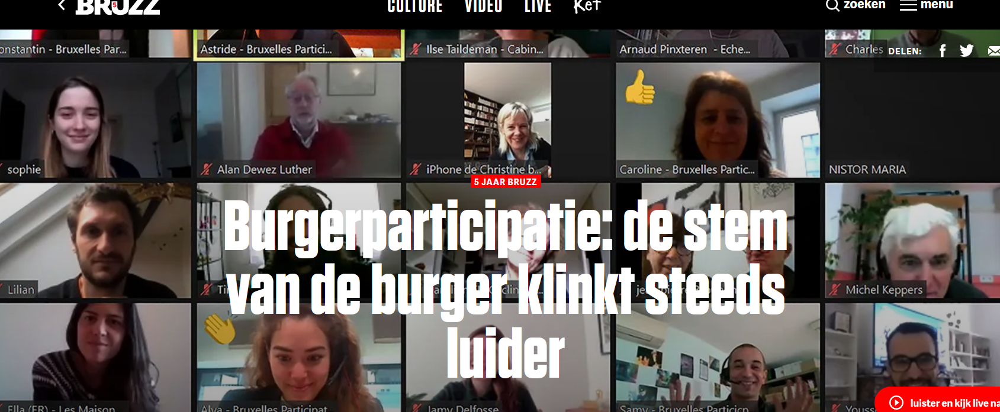 BRUZZ
5
CULTURE VIDEO LIVE Ket
zoeken menu
onstantin - Bruxelles Par...
Astride - Bruxelles Partici...
Ilse Taildeman - Cabin...
Arnaud Pinxteren - Eche...
Charles
DELEN:
sophie
Alan Dewez Luther
iPhone de Christine b...
Caroline - Bruxelles Partic...
NISTOR MARIA
5 JAAR BRUZZ
Burgerparticipatie: de stem
van de burger klinkt steeds
luider
Lilian
Michel Keppers
Ella (FR) - Les Maison
Alva - Bruxelles Participat
Jamy Delfosse
Samy - Bruxelles Particip
Youss
luister en kijk live na